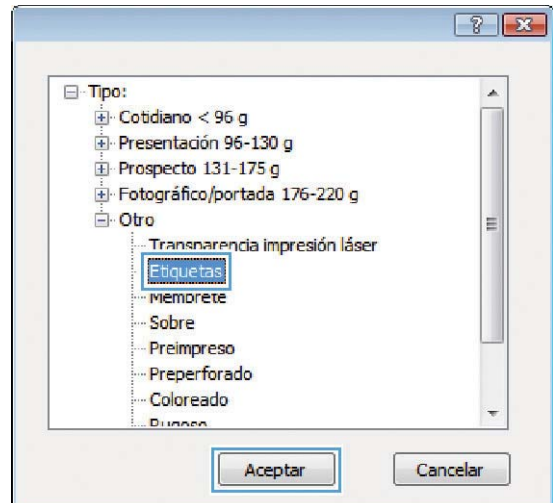 Tipo:
Cotidiano < 96 g
Presentación 96-130 g
Prospecto 131-175 g
Fotográfico/portada 176-220 g
Otro
Transparencia impresión láser
Etiquetas
Membrete
Sobre
Preimpreso
Preperforado
Coloreado
Rugoso
Aceptar
Cancelar